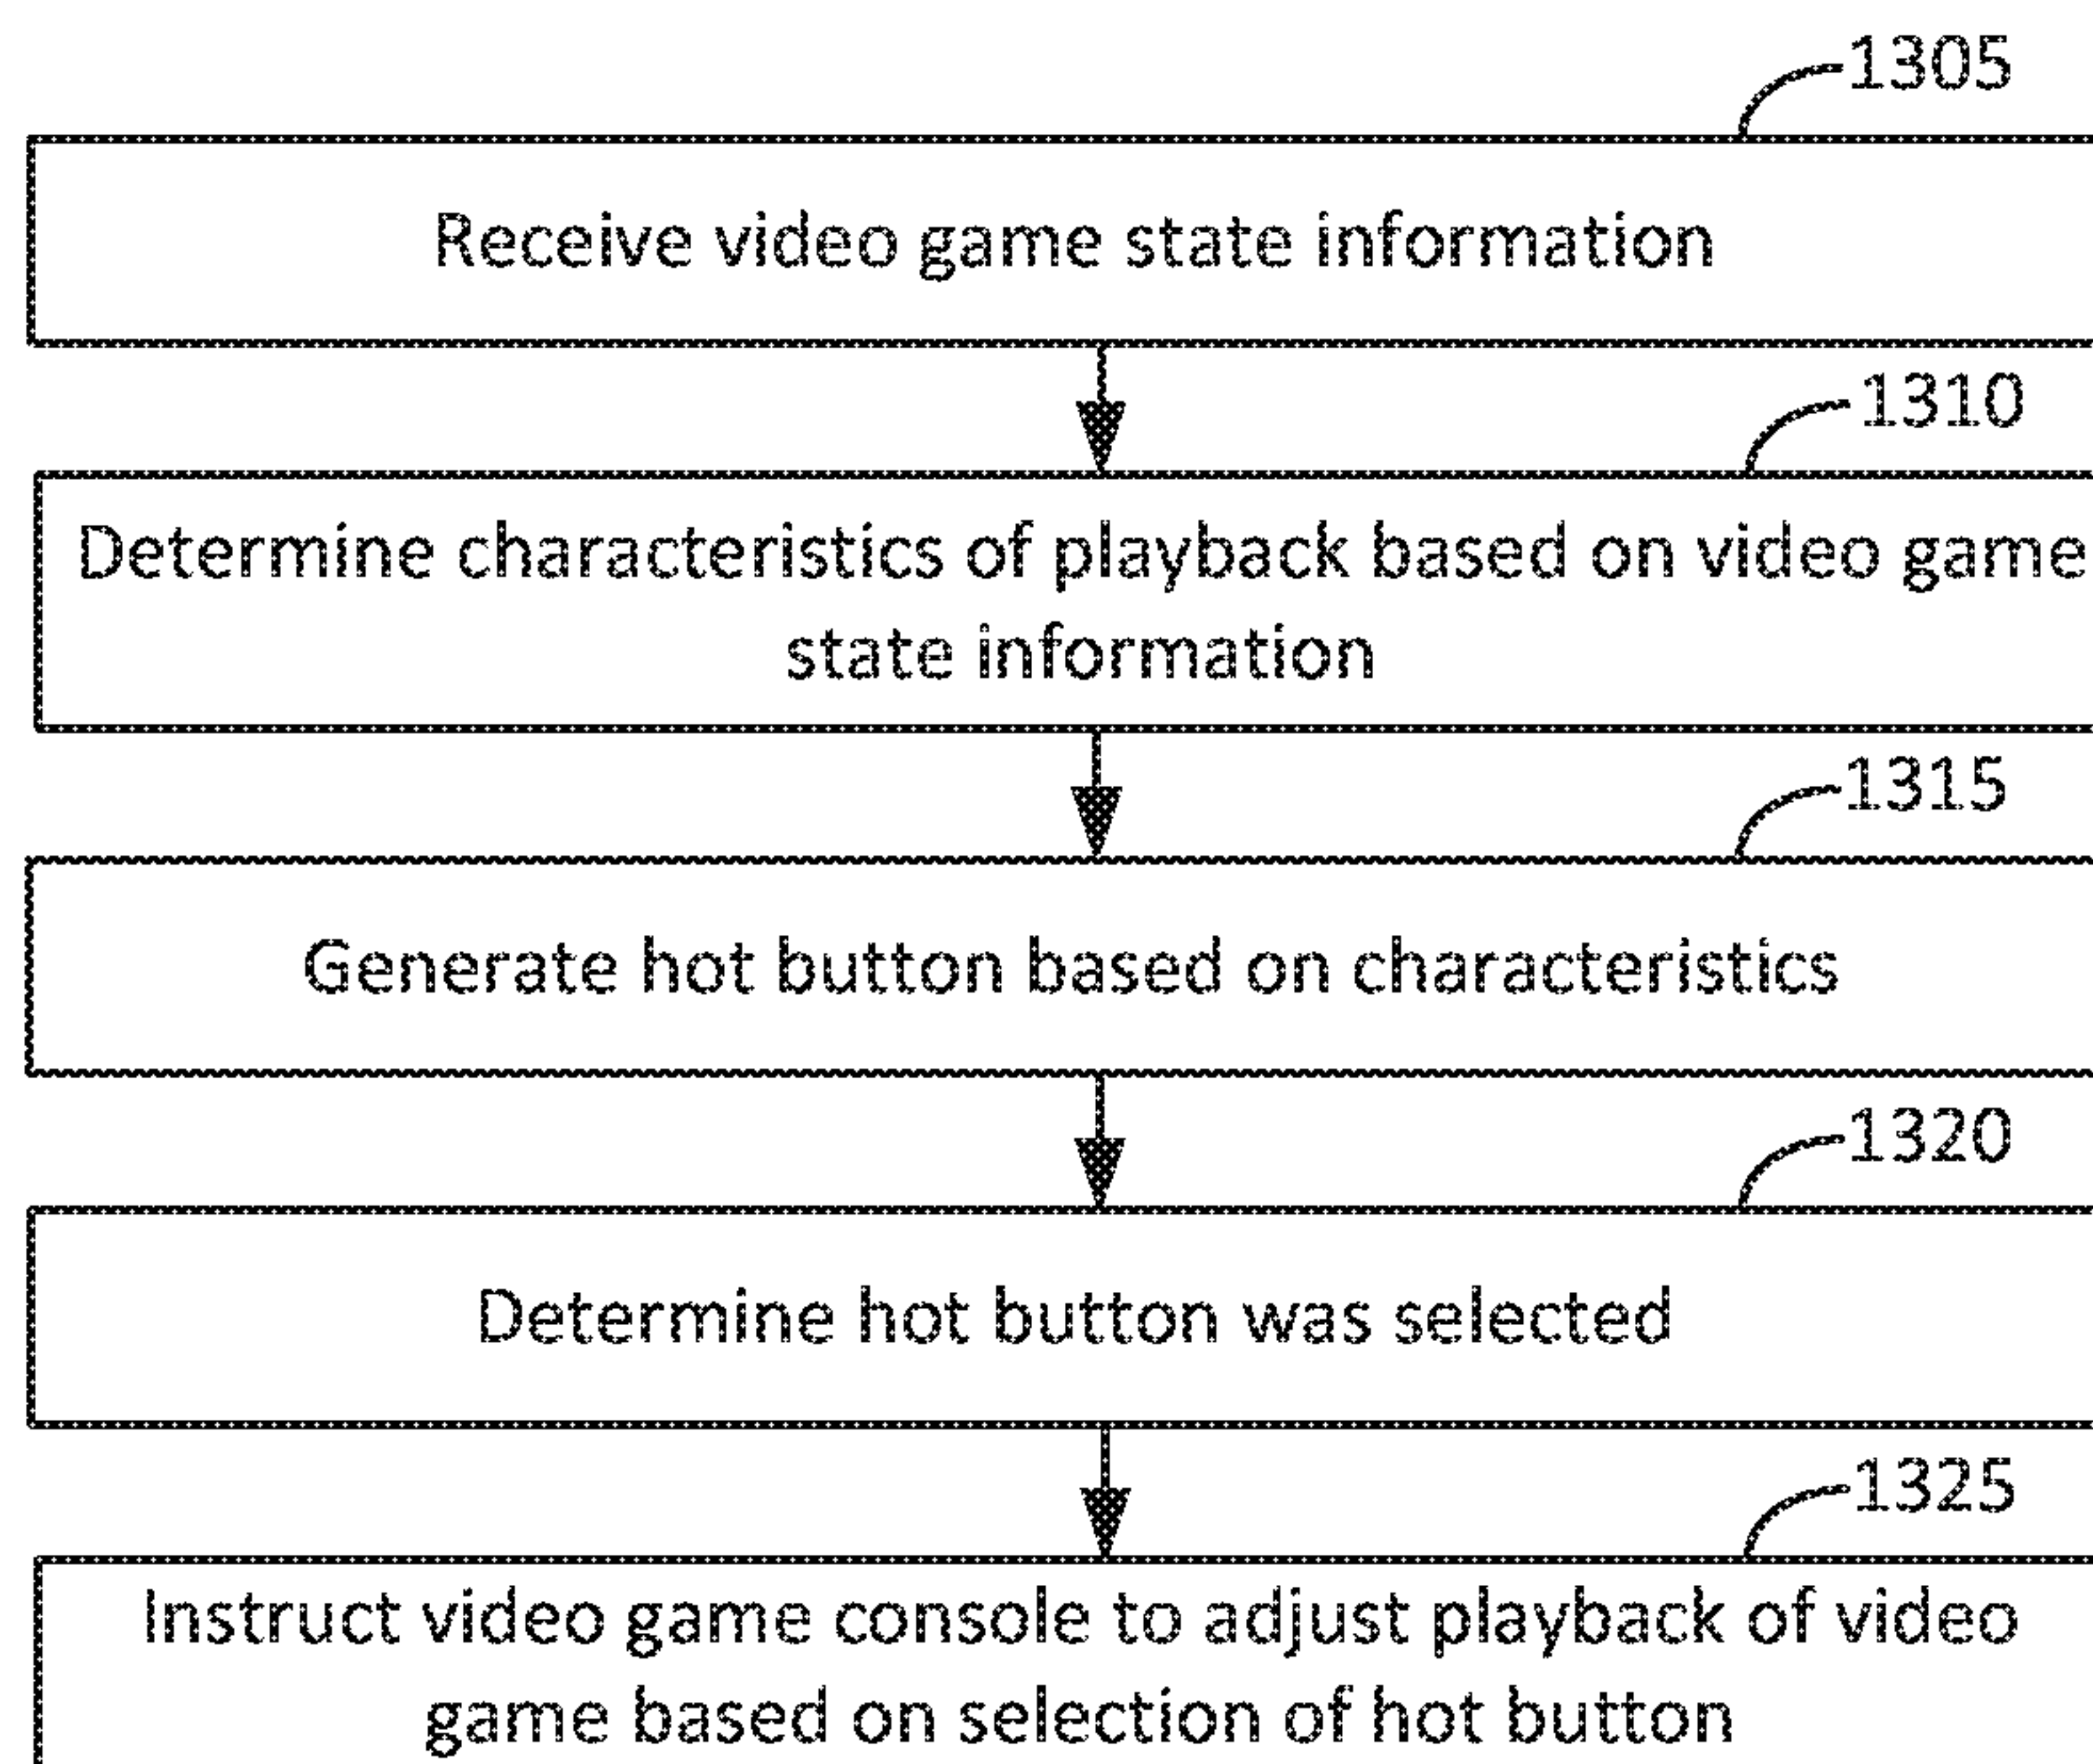 1305
Receive video game state information
1310
Determine characteristics of playback based on video game
state information
1315
Generate hot button based on characteristics
1320
Determine hot button was selected
1325
Instruct video game console to adjust playback of video
game based on selection of hot button